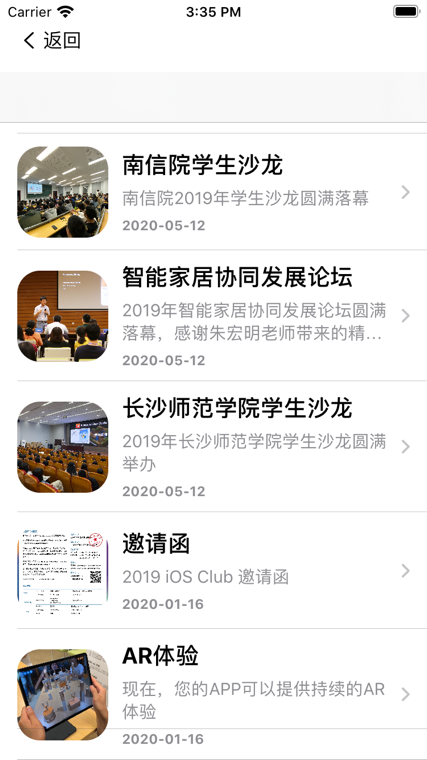 Carrier 3:35 PM
返回
南信院学生沙龙
南信院2019年学生沙龙圆满落幕
2020-05-12
智能家居协同发展论坛
2019年智能家居协同发展论坛圆满
落幕，感谢朱宏明老师带来的精...
2020-05-12
长沙师范学院学生沙龙
2019年长沙师范学院学生沙龙圆满
举办
2020-05-12
邀请函
2019 iOS Club 邀请函
2020-01-16
AR体验
现在，您的APP可以提供持续的AR
体验
2020-01-16